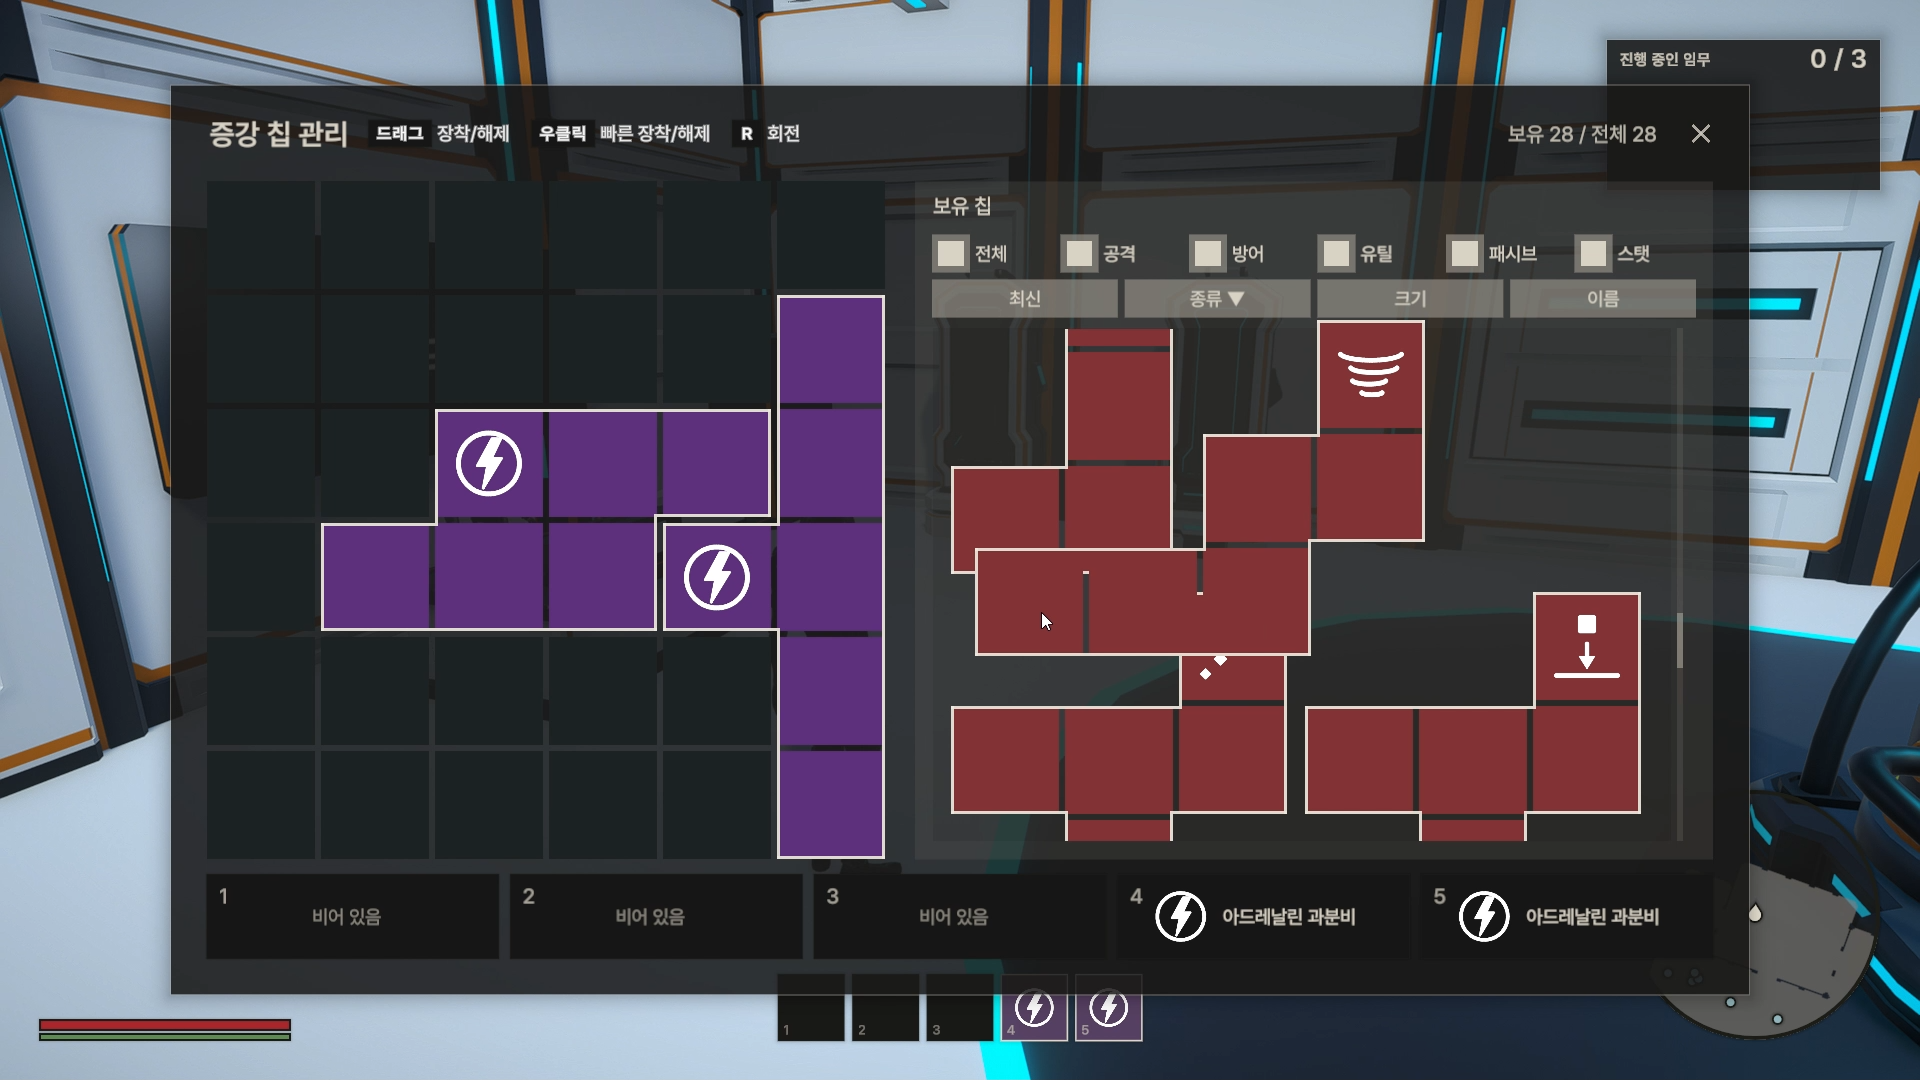 진행 중인 임무 0 / 3
증강 칩 관리 드래그 장착/해제 우클릭 빠른 장착/해제 R 회전 보유 28 / 전체 28
보유 칩
전체 공격 방어 유틸 패시브 스탯
최신 종류▼ 크기 이름
1 비어 있음 2 비어 있음 3 비어 있음 4 아드레날린 과분비 5 아드레날린 과분비
1 2 3 4 5